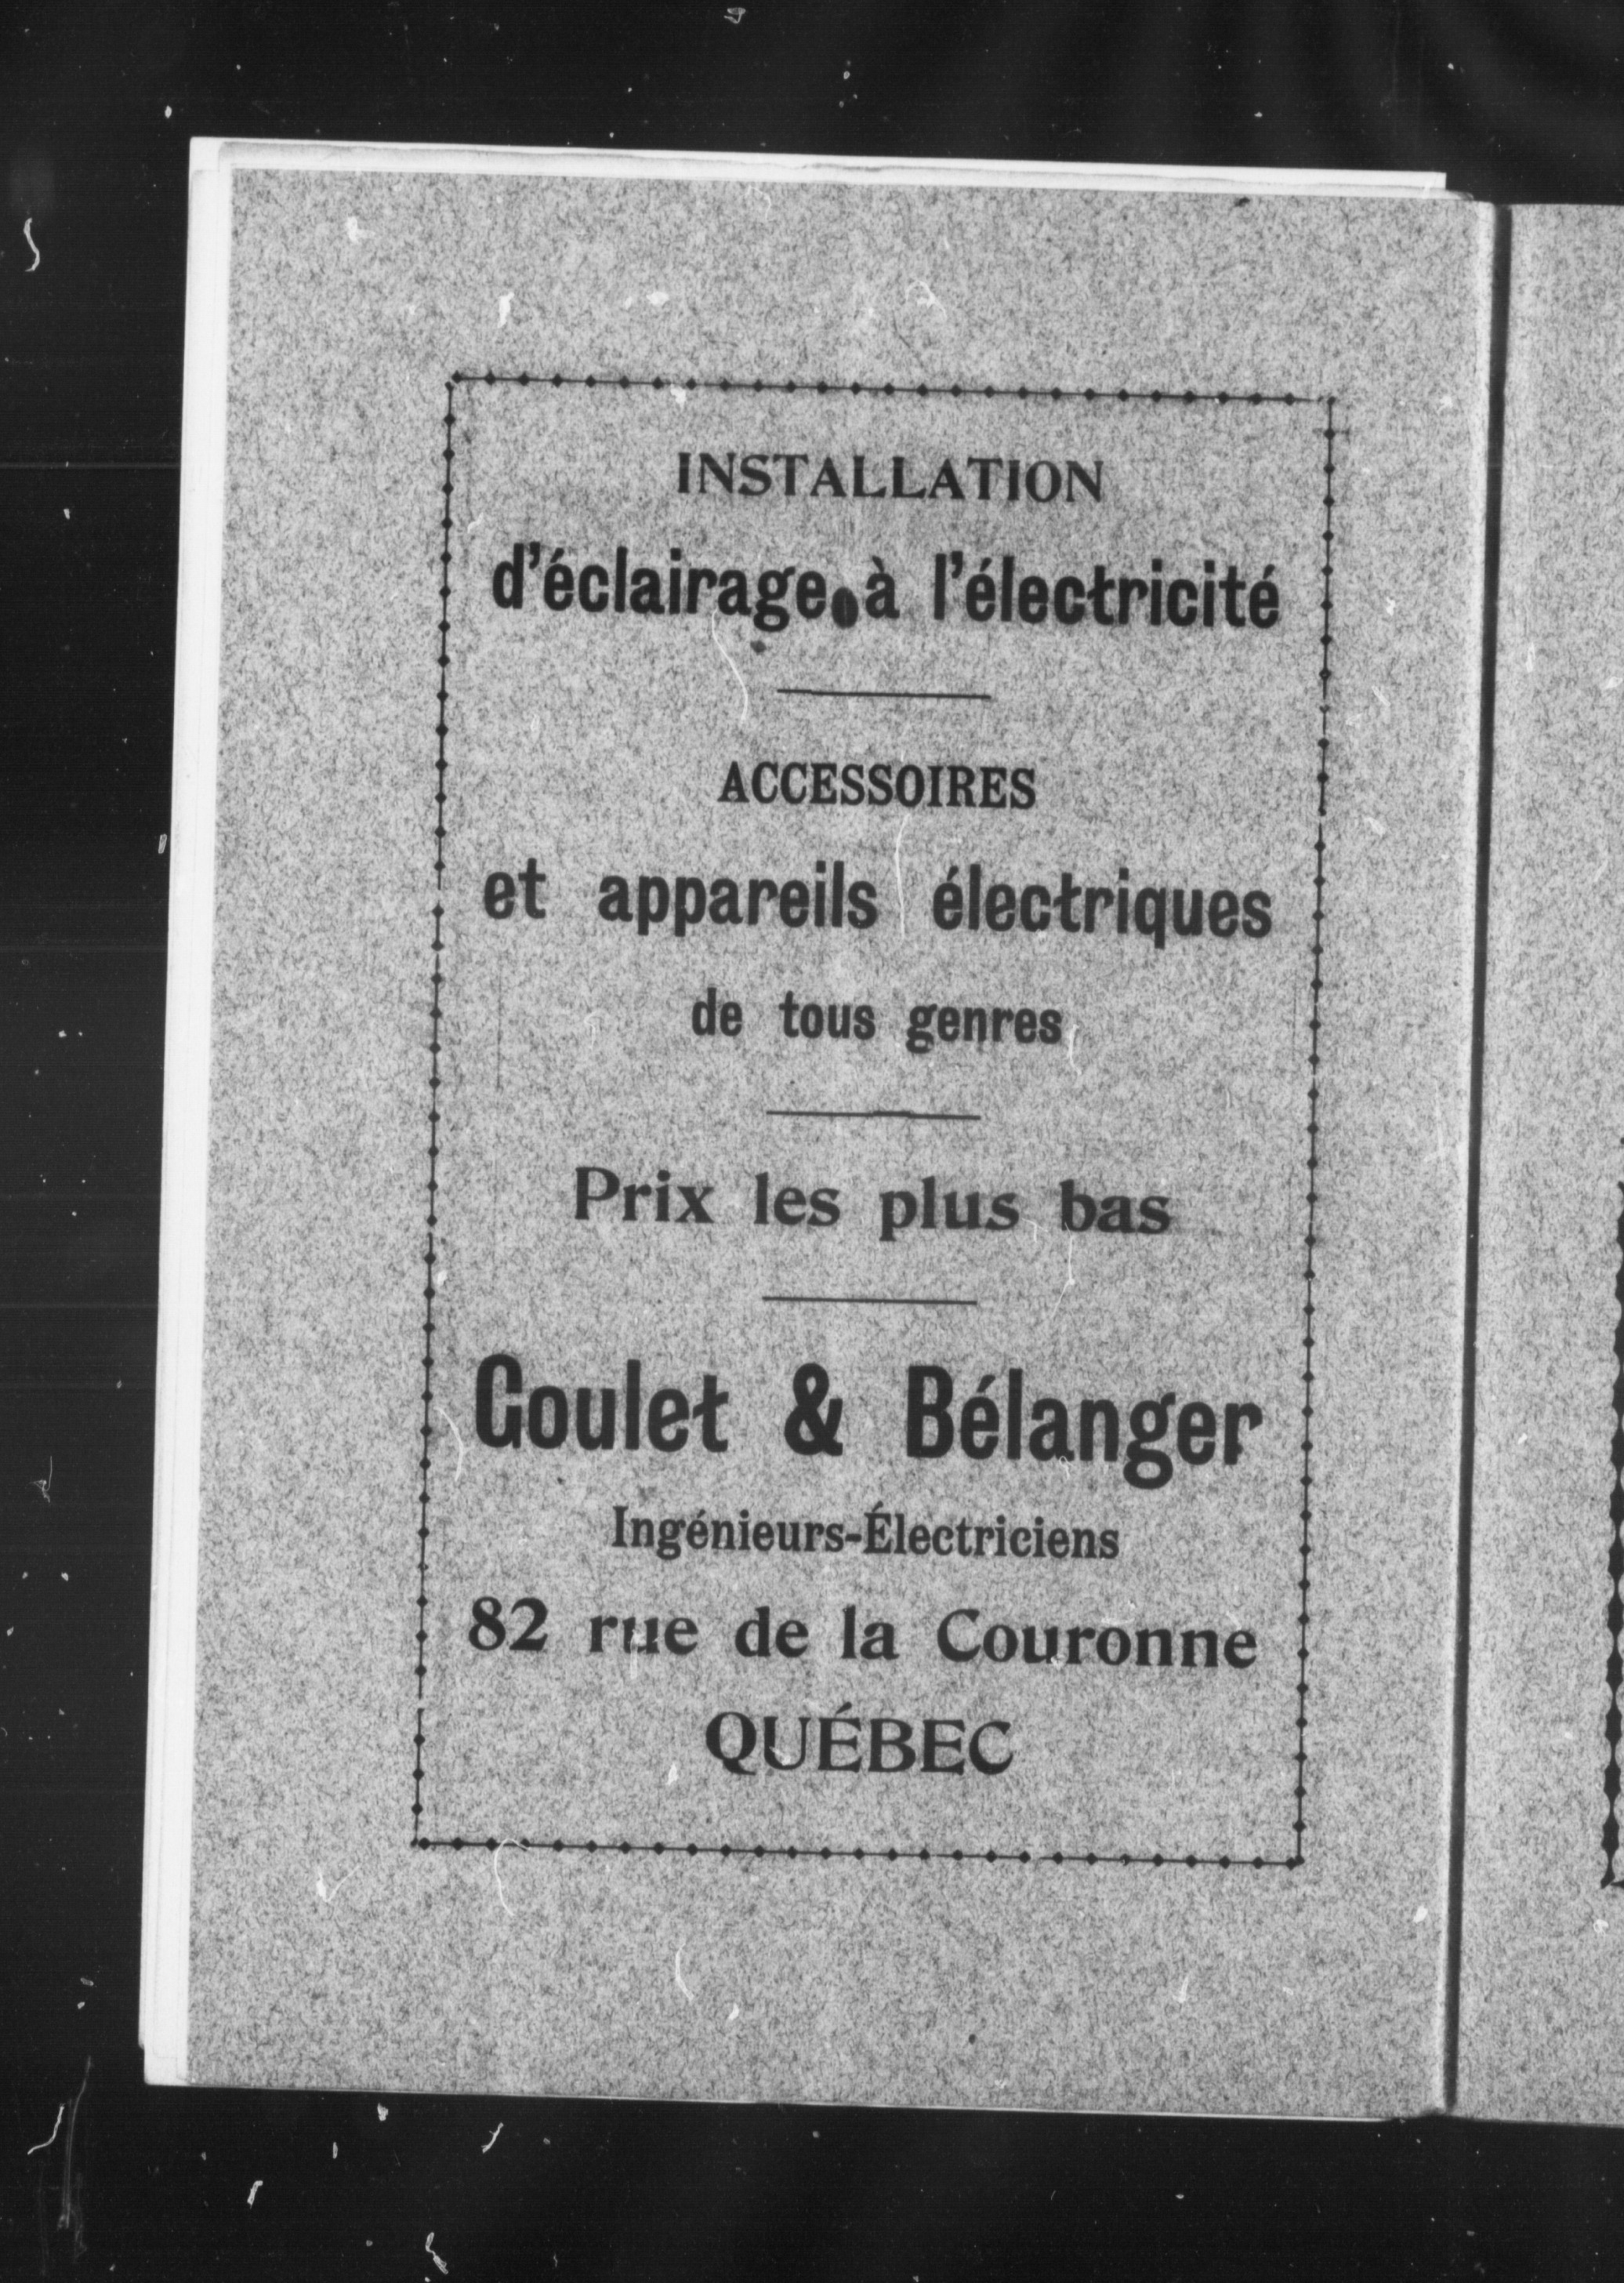 INSTALLATION
d'éclairage à l'électricité
ACCESSOIRES
et appareils électriques
de tous genres
Prix les plus bas
Goulet & Bélanger
Ingénieurs-Électriciens
82 rue de la Couronne
QUÉBEC